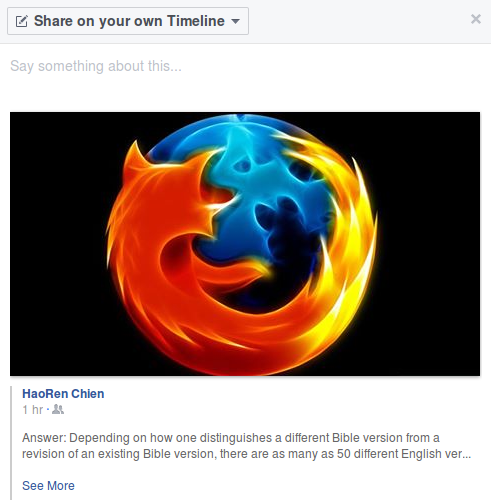 Share on your own Timeline
Say something about this...
HaoRen Chien
1 hr ·
Answer: Depending on how one distinguishes a different Bible version from a
revision of an existing Bible version, there are as many as 50 different English ver...
See More